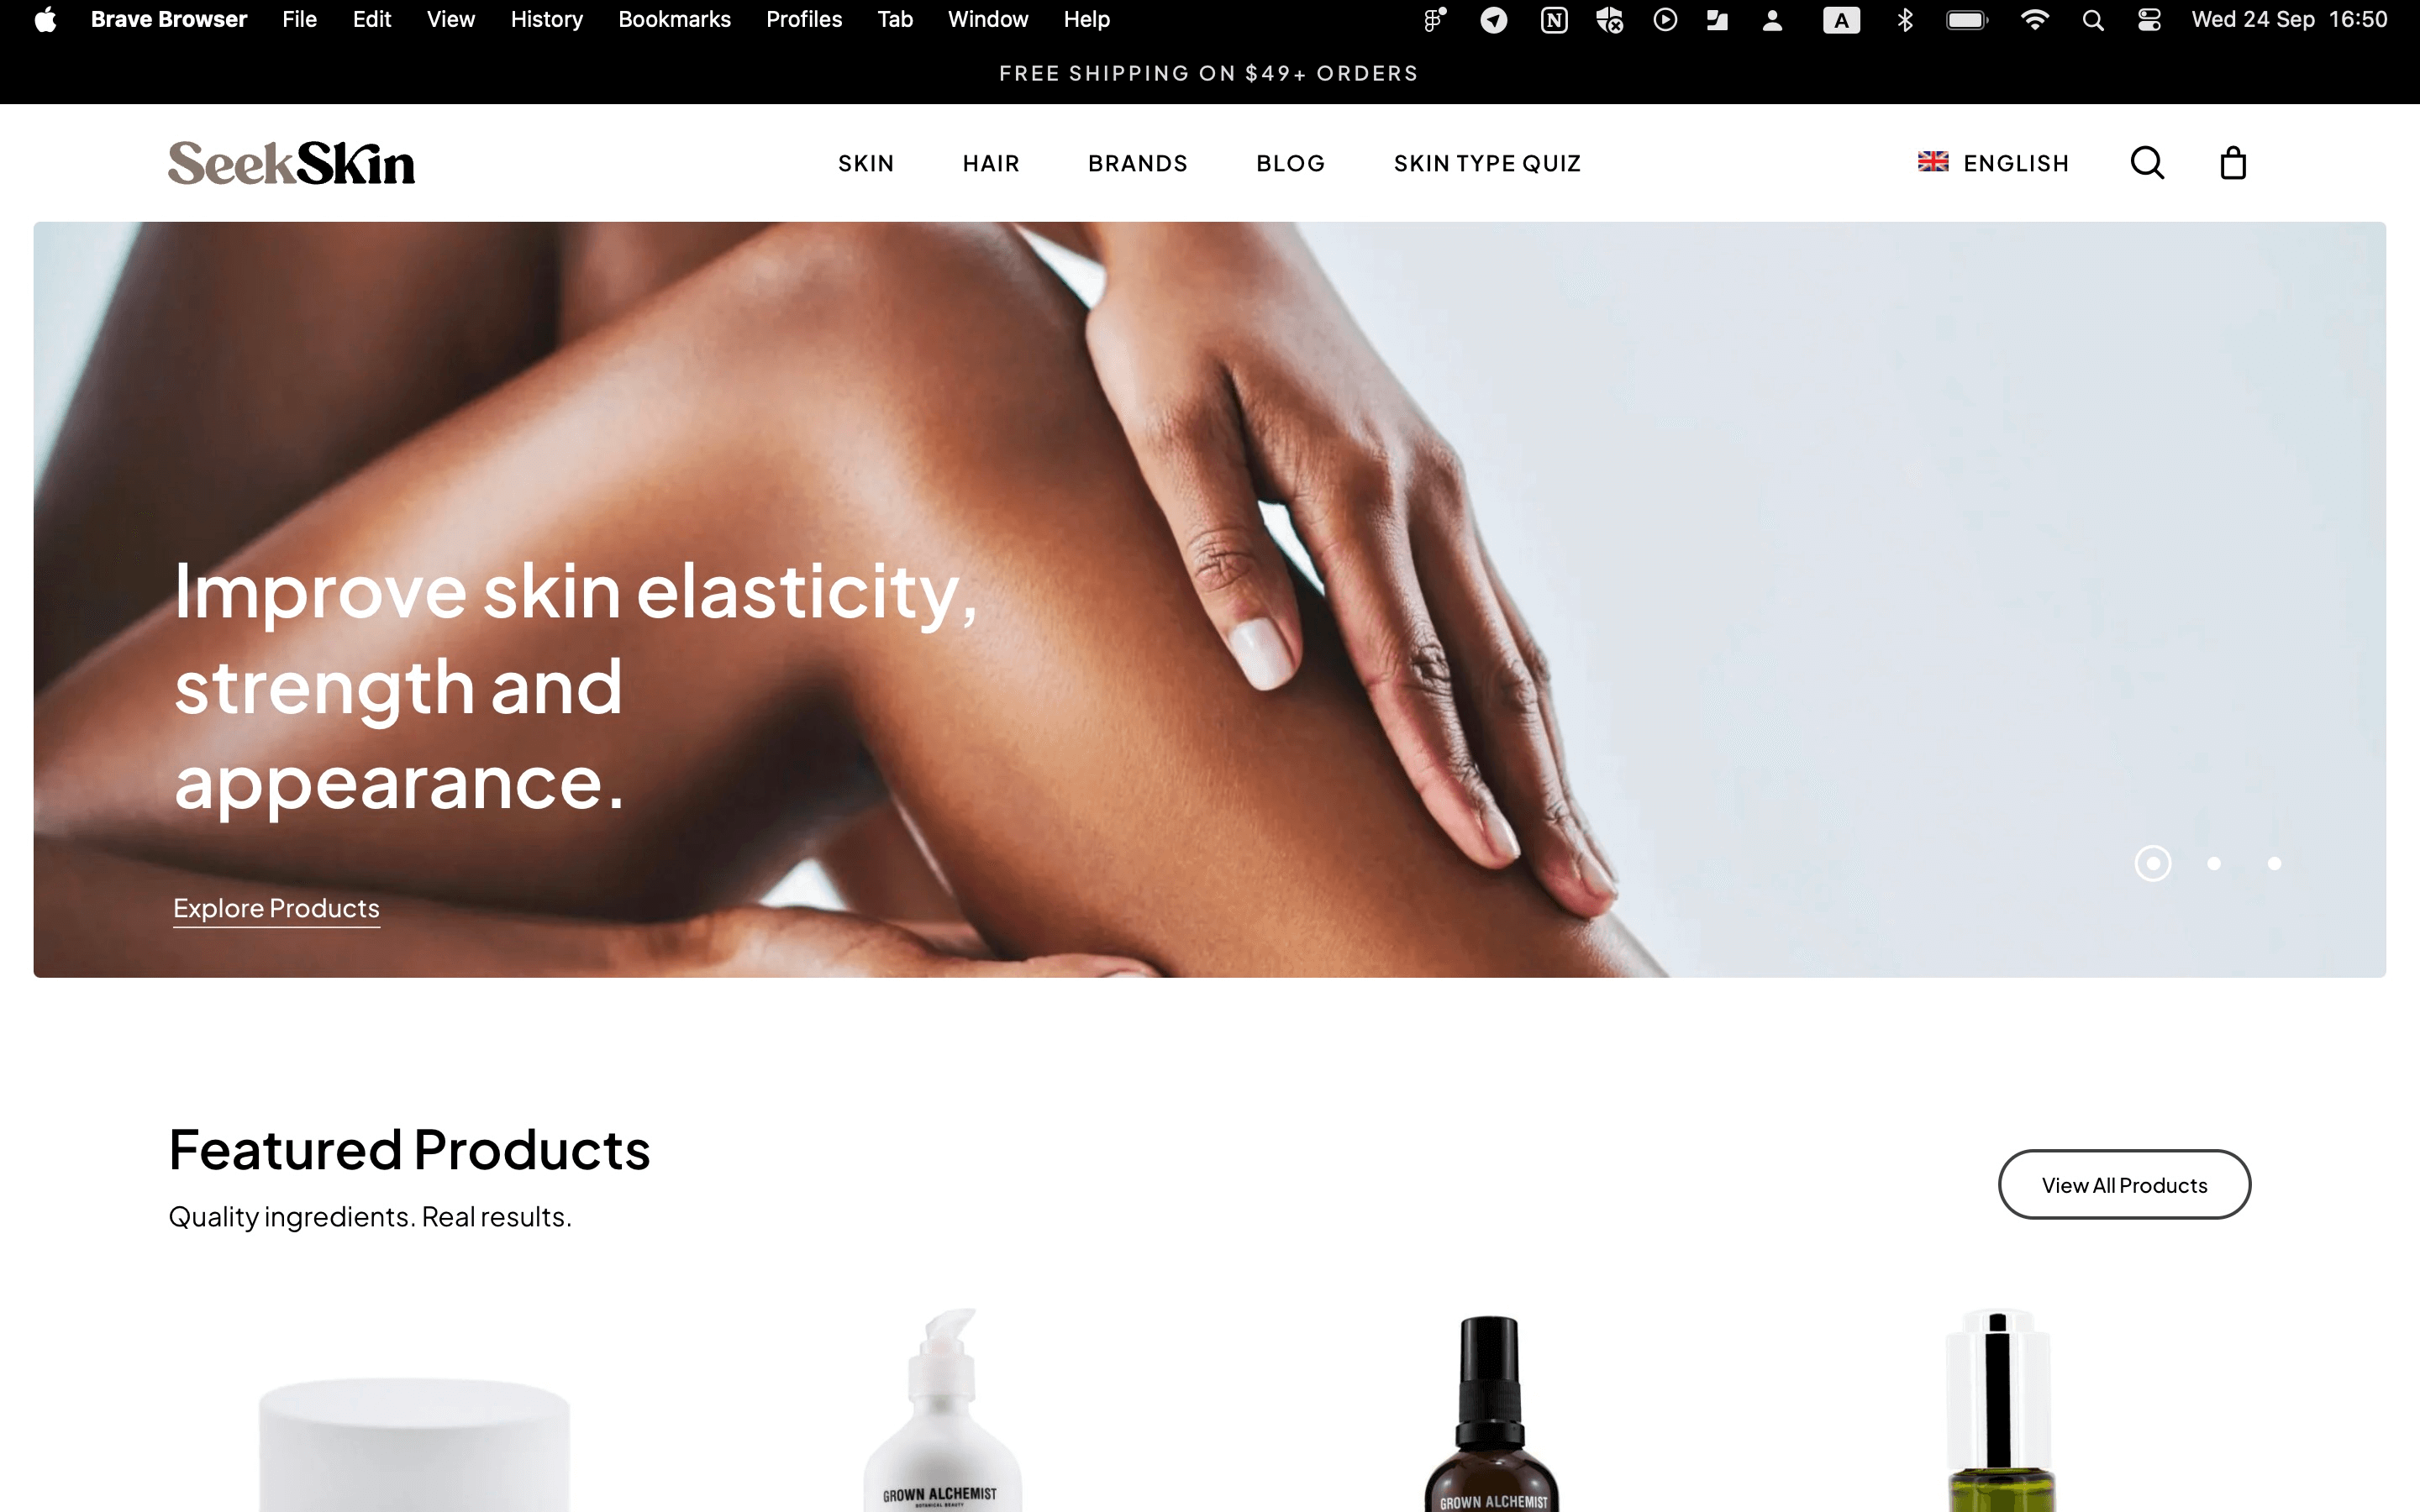 Brave Browser File Edit View History Bookmarks Profiles Tab Window Help A Wed 24 Sep 16:50
FREE SHIPPING ON $49+ ORDERS
SeekSkin SKIN HAIR BRANDS BLOG SKIN TYPE QUIZ ENGLISH
Improve skin elasticity,
strength and
appearance.
Explore Products
Featured Products
View All Products
Quality ingredients. Real results.
GROWN ALCHEMIST
BOTANICAL BEAUTY
GROWN ALCHEMIST